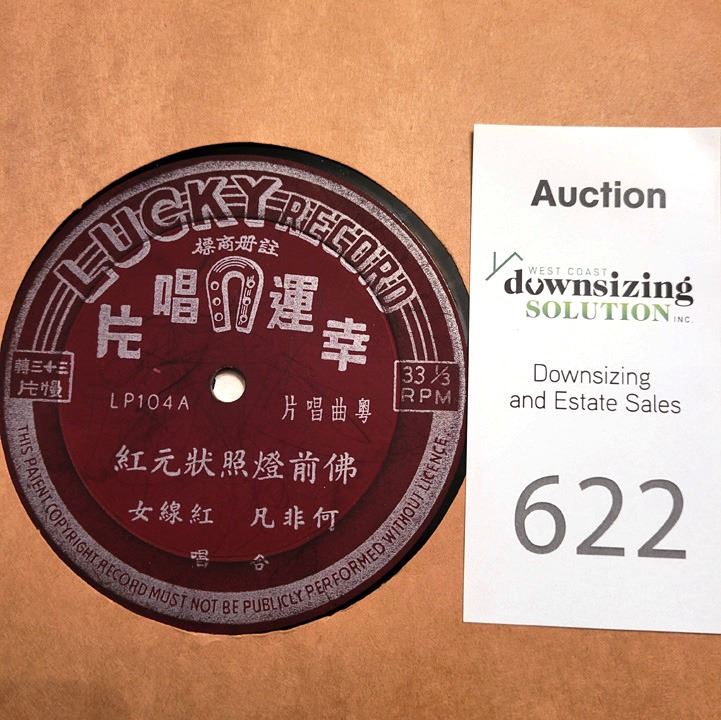 LUCKY RECORD
註册商標
幸運唱片
三十三轉
慢片
33 1/3
RPM
LP104A
粵曲唱片
佛前燈照狀元紅
何非凡 紅線女
合唱
THIS PATENT COPYRIGHT RECORD MUST NOT BE PUBLICLY PERFORMED WITHOUT LICENCE.
Auction
WEST COAST
downsizing
SOLUTION INC.
Downsizing
and Estate Sales
622